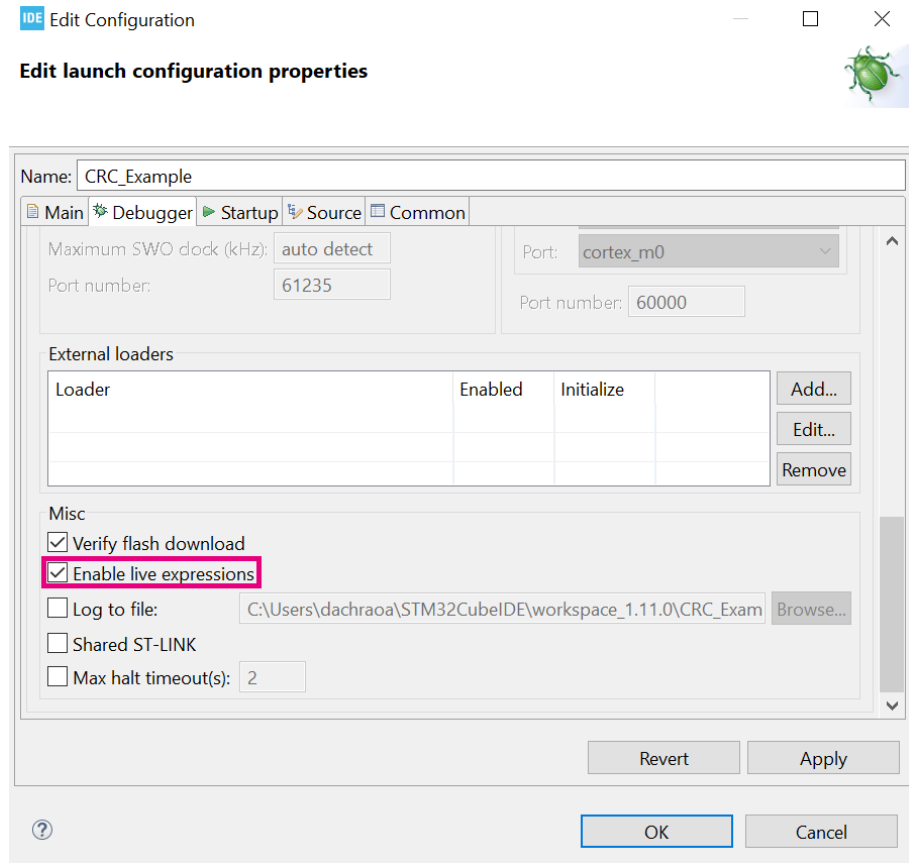 IDE Edit Configuration
Edit launch configuration properties
Name: CRC_Example
Main Debugger Startup Source Common
Maximum SWO clock (kHz): auto detect
Port: cortex_m0
Port number: 61235
Port number: 60000
External loaders
Loader Enabled Initialize
Add...
Edit...
Remove
Misc
Verify flash download
Enable live expressions
Log to file: C:\Users\dachraoa\STM32CubeIDE\workspace_1.11.0\CRC_Exam Browse...
Shared ST-LINK
Max halt timeout(s): 2
Revert Apply
? OK Cancel